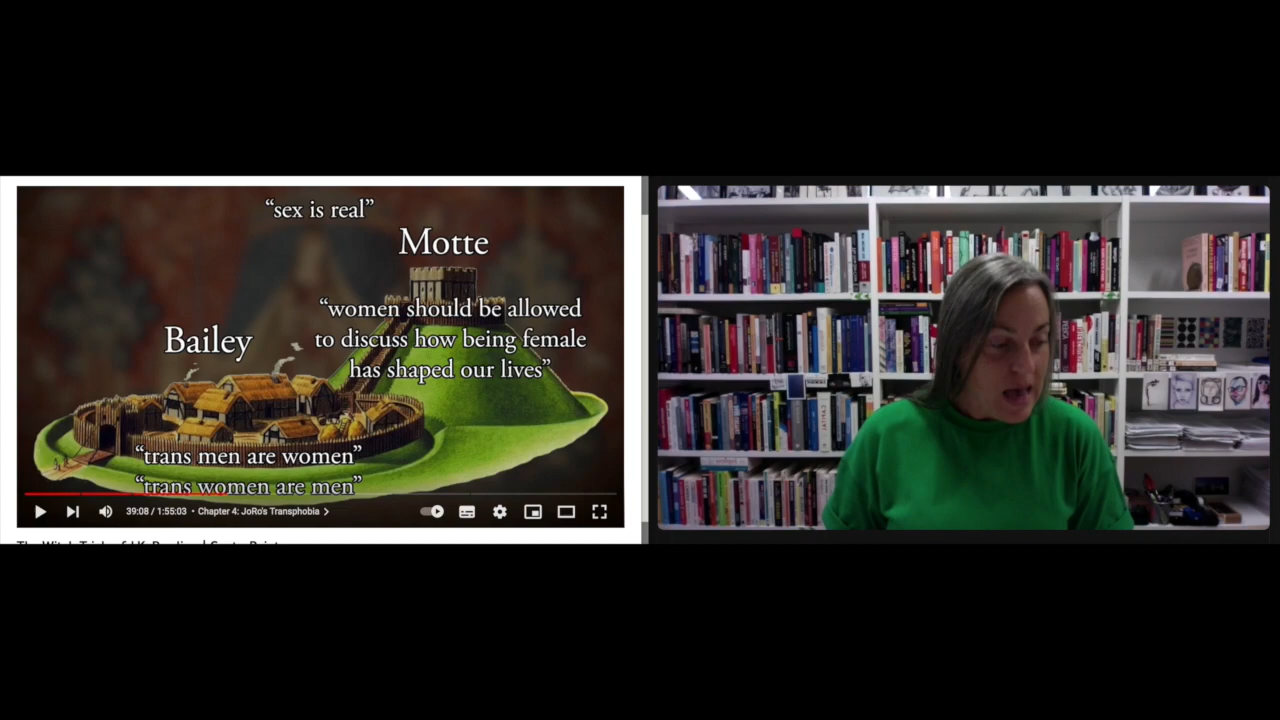 “sex is real”
Motte
“women should be allowed
to discuss how being female
has shaped our lives”
Bailey
“trans men are women”
“trans women are men”
39:08 / 1:55:03 • Chapter 4: JoRo's Transphobia >